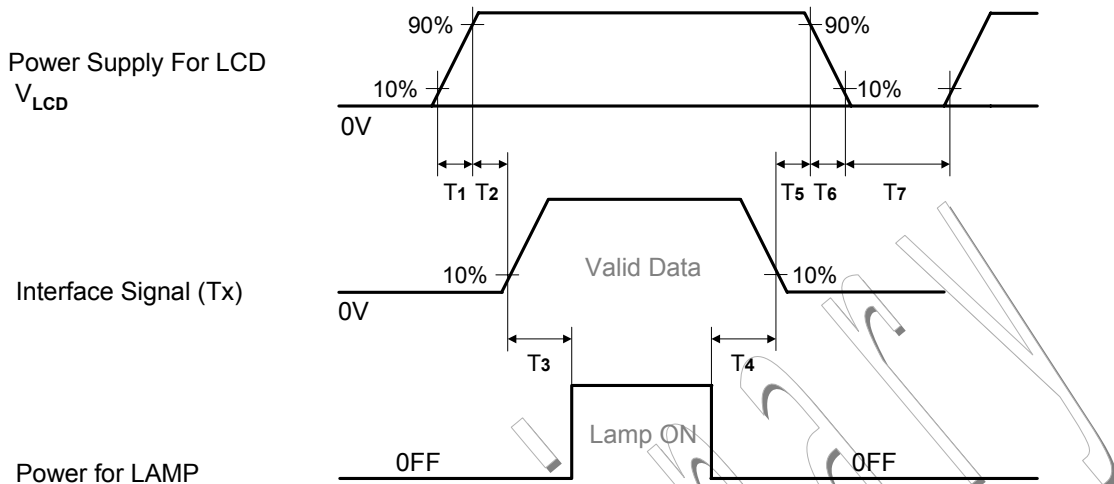 90%
90%
Power Supply For LCD
VLCD
10%
10%
0V
T1 T2
T5 T6 T7
Valid Data
10%
10%
Interface Signal (Tx)
0V
T3
T4
Lamp ON
0FF
0FF
Power for LAMP